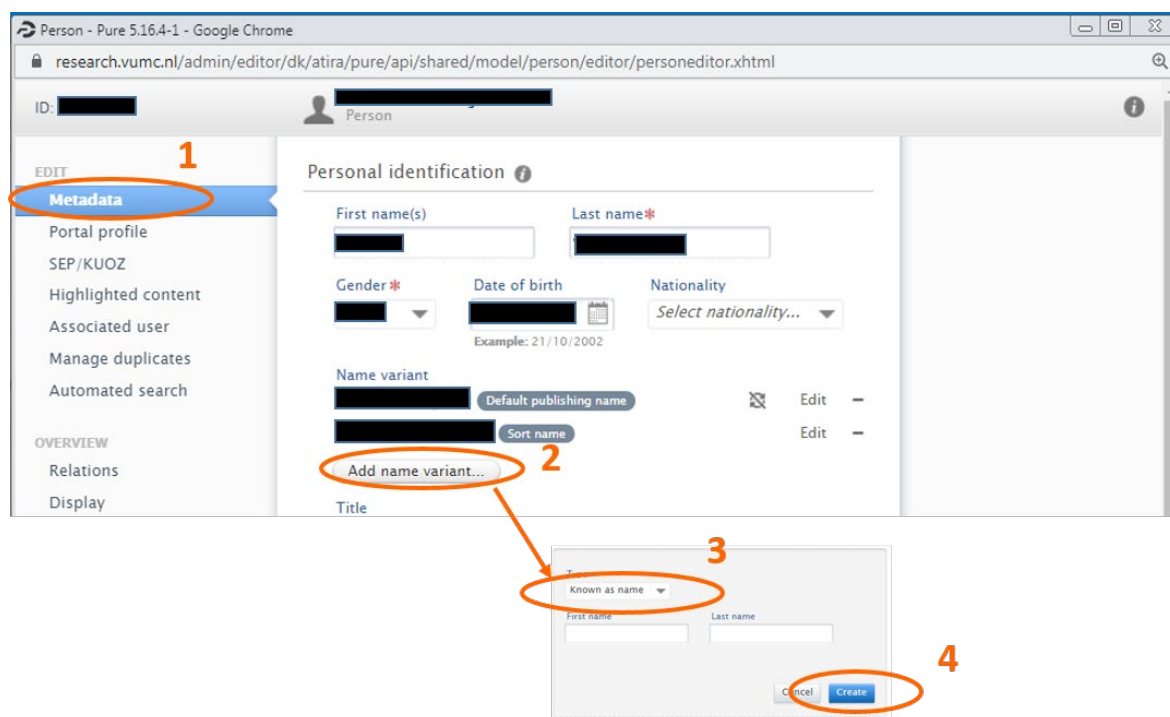 Person - Pure 5.16.4-1 - Google Chrome
research.vumc.nl/admin/editor/dk/atira/pure/api/shared/model/person/editor/personeditor.xhtml
ID:
Person
1
EDIT
Metadata
Portal profile
SEP/KUOZ
Highlighted content
Associated user
Manage duplicates
Automated search
OVERVIEW
Relations
Display
Personal identification
First name(s) Last name*
Gender* Date of birth Nationality
Select nationality...
Example: 21/10/2002
Name variant
Default publishing name Edit
Sort name Edit
2
Add name variant...
Title
3
Type
Known as name
First name Last name
4
Cancel Create